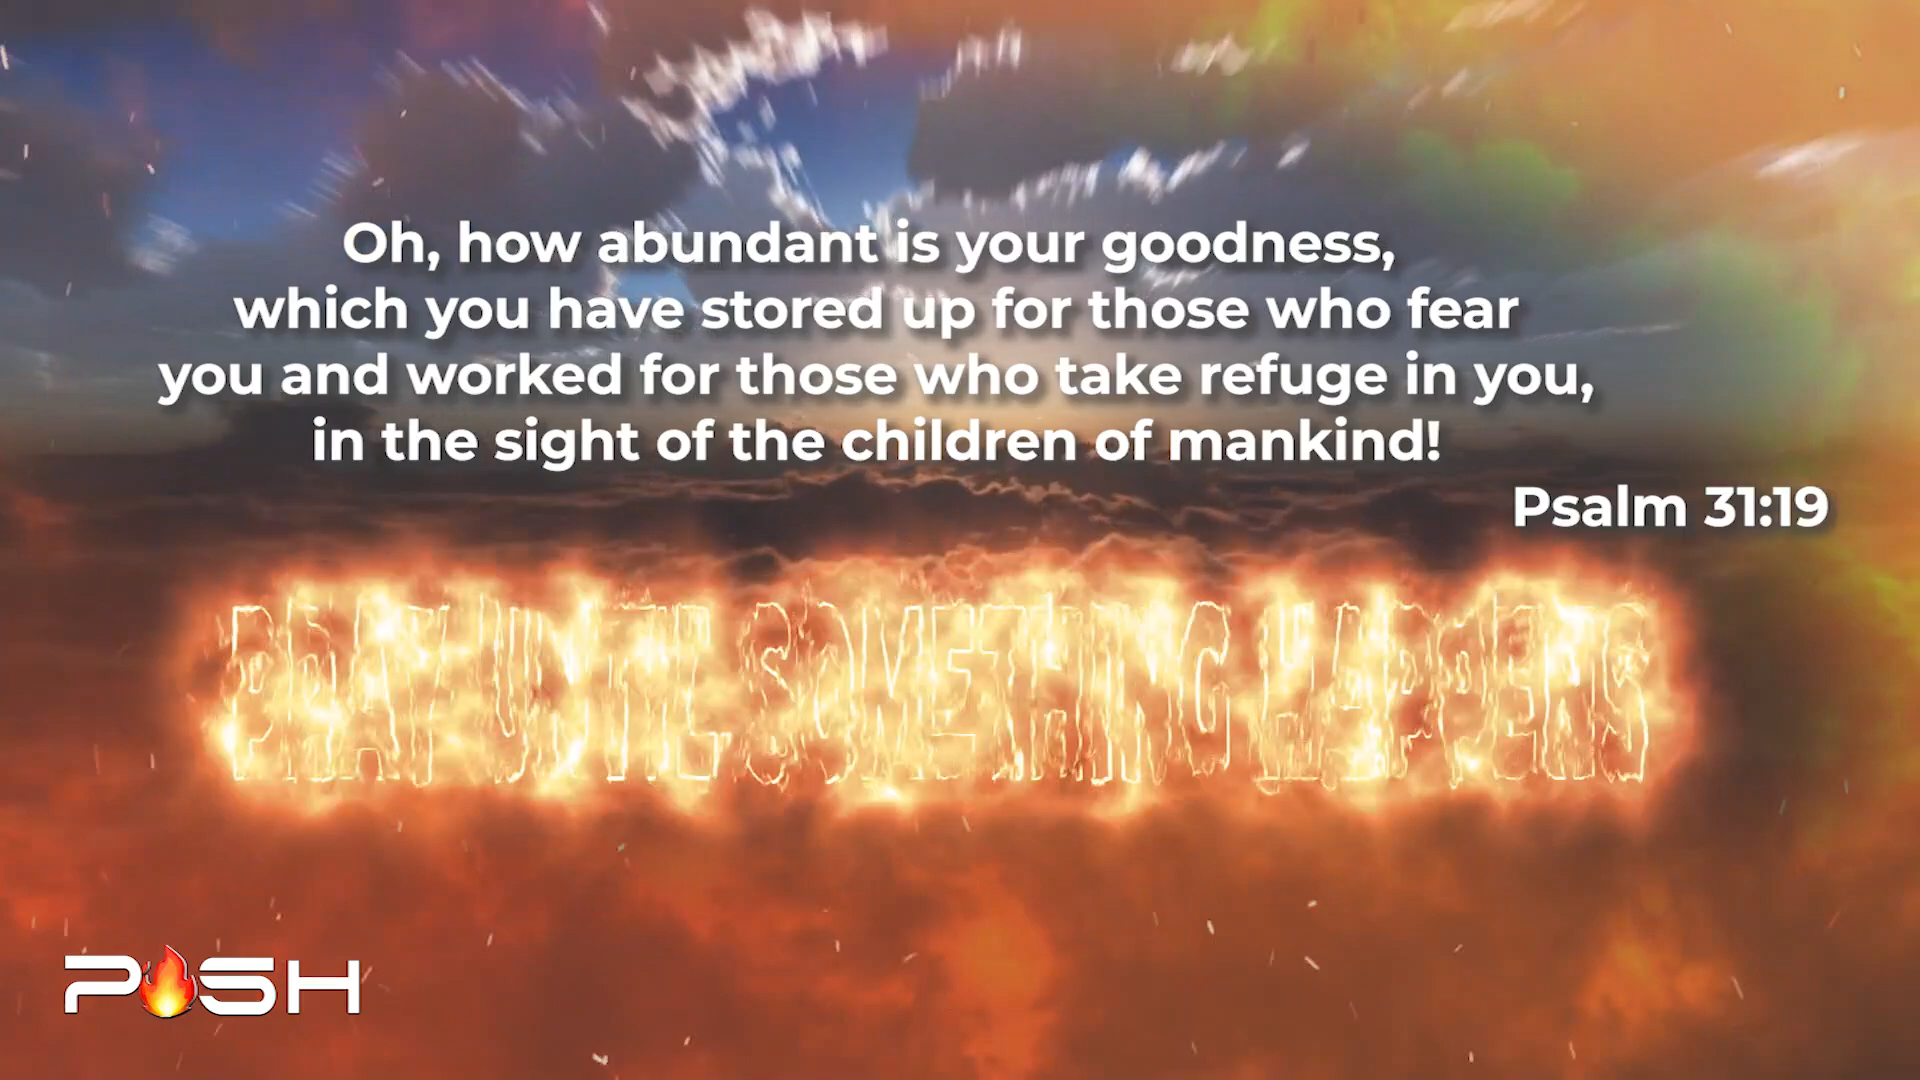 Oh, how abundant is your goodness,
which you have stored up for those who fear
you and worked for those who take refuge in you,
in the sight of the children of mankind!
Psalm 31:19
PRAY UNTIL SOMETHING HAPPENS
PUSH